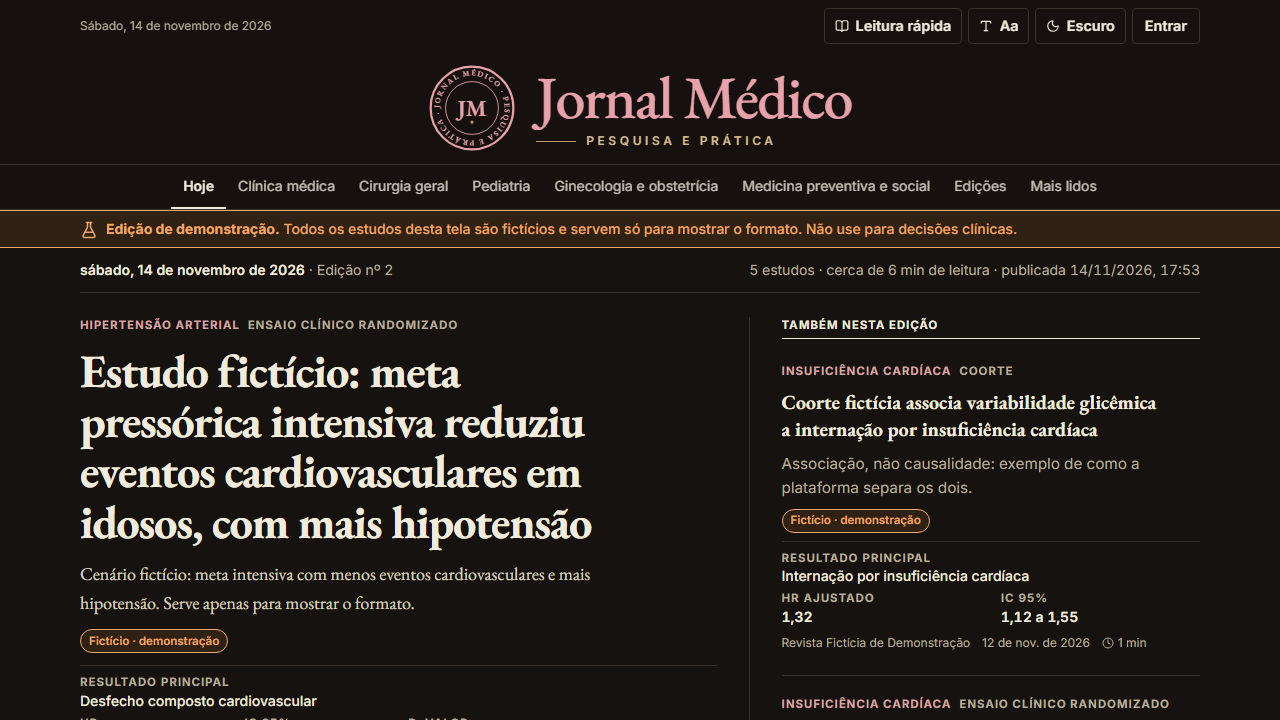 Sábado, 14 de novembro de 2026
Leitura rápida
Aa
Escuro
Entrar
JORNAL MÉDICO · PESQUISA E PRÁTICA ·
JM
Jornal Médico
PESQUISA E PRÁTICA
Hoje
Clínica médica
Cirurgia geral
Pediatria
Ginecologia e obstetrícia
Medicina preventiva e social
Edições
Mais lidos
Edição de demonstração. Todos os estudos desta tela são fictícios e servem só para mostrar o formato. Não use para decisões clínicas.
sábado, 14 de novembro de 2026 · Edição nº 2
5 estudos · cerca de 6 min de leitura · publicada 14/11/2026, 17:53
HIPERTENSÃO ARTERIAL ENSAIO CLÍNICO RANDOMIZADO
Estudo fictício: meta
pressórica intensiva reduziu
eventos cardiovasculares em
idosos, com mais hipotensão
Cenário fictício: meta intensiva com menos eventos cardiovasculares e mais
hipotensão. Serve apenas para mostrar o formato.
Fictício · demonstração
RESULTADO PRINCIPAL
Desfecho composto cardiovascular
TAMBÉM NESTA EDIÇÃO
INSUFICIÊNCIA CARDÍACA COORTE
Coorte fictícia associa variabilidade glicêmica
a internação por insuficiência cardíaca
Associação, não causalidade: exemplo de como a
plataforma separa os dois.
Fictício · demonstração
RESULTADO PRINCIPAL
Internação por insuficiência cardíaca
HR AJUSTADO
IC 95%
1,32
1,12 a 1,55
Revista Fictícia de Demonstração 12 de nov. de 2026 1 min
INSUFICIÊNCIA CARDÍACA ENSAIO CLÍNICO RANDOMIZADO